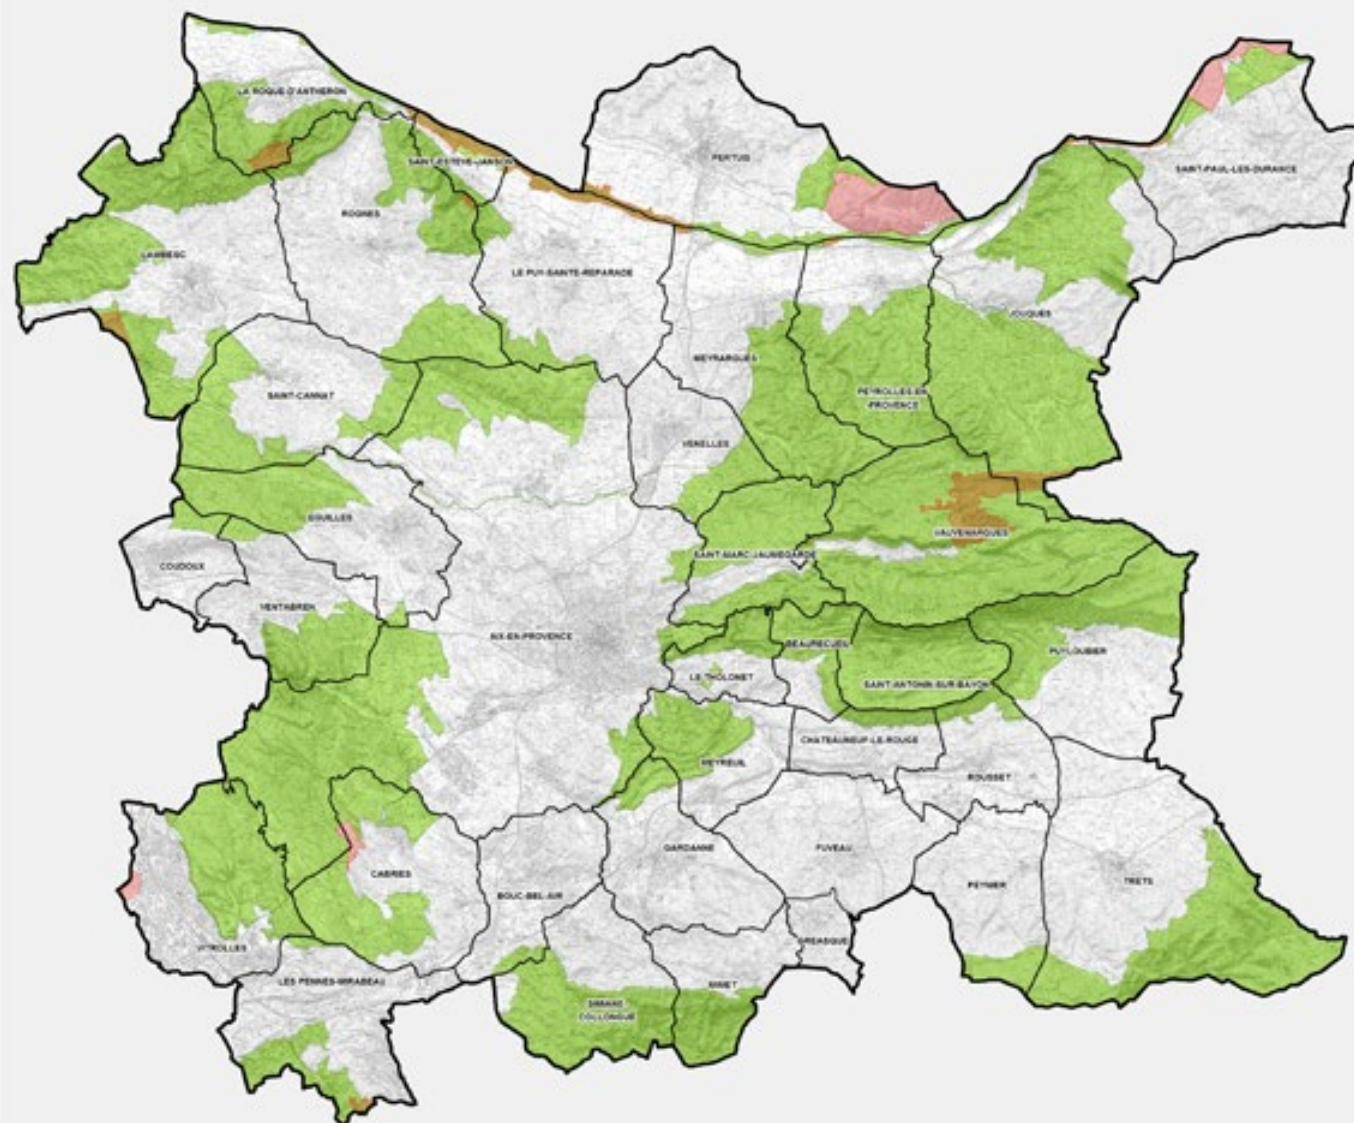 LA ROQUE D'ANTHERON
SAINT-ESTEVE-JANSON
PERTUIS
SAINT-PAUL-LES-DURANCE
ROGNES
LAMBESC
LE PUY-SAINTE-REPARADE
JOUQUES
MEYRARGUES
PEYROLLES-EN
-PROVENCE
SAINT-CANNAT
VENELLES
EGUILLES
VAUVENARGUES
SAINT-MARC-JAUMEGARDE
COUDOUX
VENTABREN
AIX-EN-PROVENCE
BEAURECUEIL
PUYLOUBIER
LE THOLONET
SAINT-ANTONIN-SUR-BAYON
CHATEAUNEUF-LE-ROUGE
MEYREUIL
ROUSSET
GARDANNE
FUVEAU
CABRIES
PEYNIER
TRETS
BOUC-BEL-AIR
VITROLLES
GREASQUE
LES PENNES-MIRABEAU
MIMET
SIMIANE
COLLONGUE